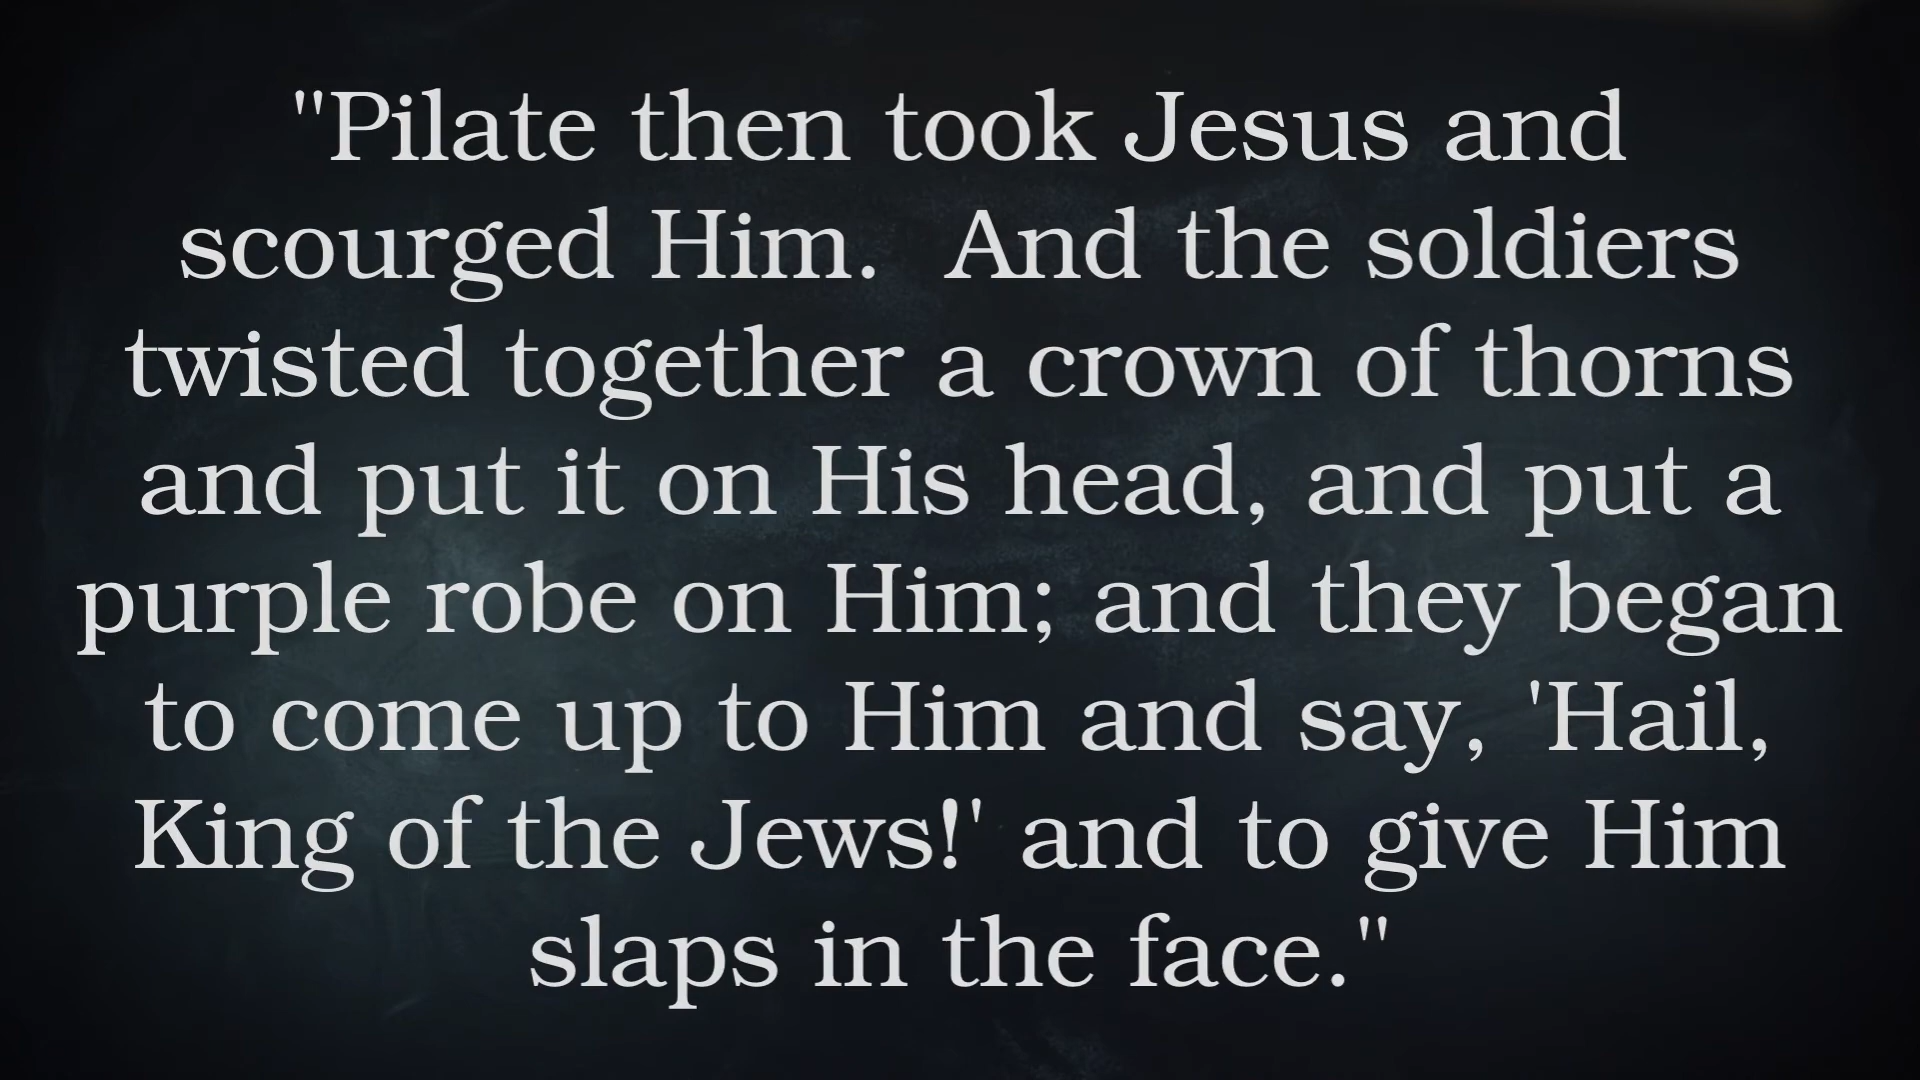 "Pilate then took Jesus and
scourged Him.  And the soldiers
twisted together a crown of thorns
and put it on His head, and put a
purple robe on Him; and they began
to come up to Him and say, 'Hail,
King of the Jews!' and to give Him
slaps in the face."